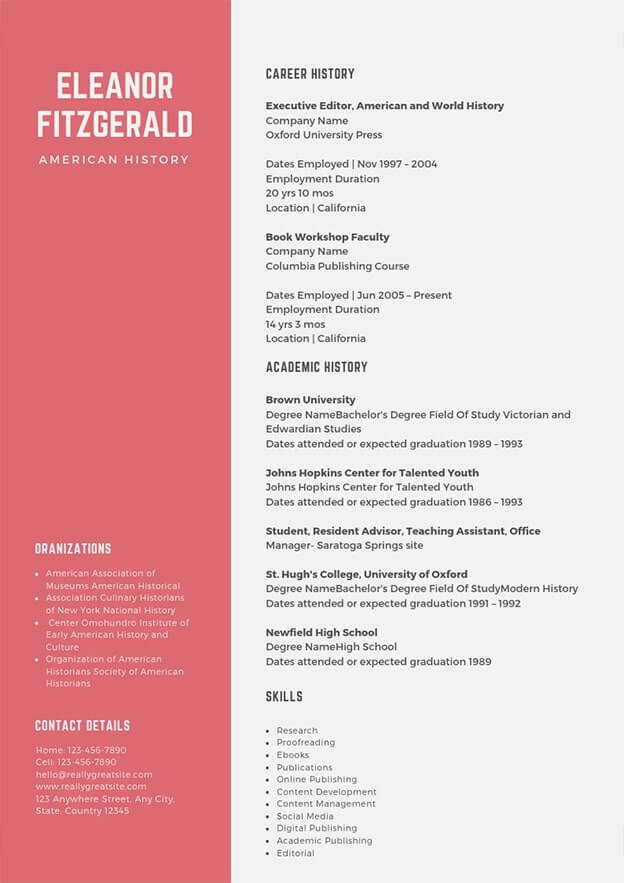 ELEANOR
FITZGERALD
AMERICAN HISTORY
ORANIZATIONS
• American Association of
Museums American Historical
• Association Culinary Historians
of New York National History
• Center Omohundro Institute of
Early American History and
Culture
• Organization of American
Historians Society of American
Historians
CONTACT DETAILS
Home: 123-456-7890
Cell: 123-456-7890
hello@reallygreatsite.com
www.reallygreatsite.com
123 Anywhere Street, Any City,
State, Country 12345
CAREER HISTORY
Executive Editor, American and World History
Company Name
Oxford University Press
Dates Employed | Nov 1997 – 2004
Employment Duration
20 yrs 10 mos
Location | California
Book Workshop Faculty
Company Name
Columbia Publishing Course
Dates Employed | Jun 2005 – Present
Employment Duration
14 yrs 3 mos
Location | California
ACADEMIC HISTORY
Brown University
Degree NameBachelor's Degree Field Of Study Victorian and
Edwardian Studies
Dates attended or expected graduation 1989 – 1993
Johns Hopkins Center for Talented Youth
Johns Hopkins Center for Talented Youth
Dates attended or expected graduation 1986 – 1993
Student, Resident Advisor, Teaching Assistant, Office
Manager- Saratoga Springs site
St. Hugh's College, University of Oxford
Degree NameBachelor's Degree Field Of StudyModern History
Dates attended or expected graduation 1991 – 1992
Newfield High School
Degree NameHigh School
Dates attended or expected graduation 1989
SKILLS
• Research
• Proofreading
• Ebooks
• Publications
• Online Publishing
• Content Development
• Content Management
• Social Media
• Digital Publishing
• Academic Publishing
• Editorial